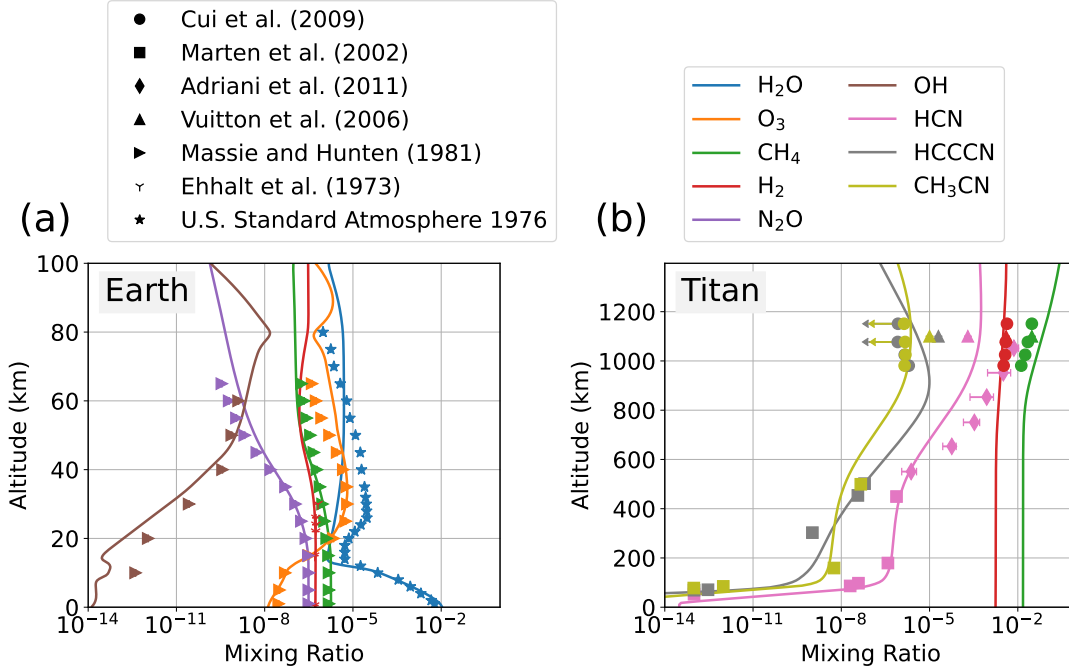 Cui et al. (2009)
Marten et al. (2002)
Adriani et al. (2011)
Vuitton et al. (2006)
Massie and Hunten (1981)
Ehhalt et al. (1973)
U.S. Standard Atmosphere 1976
(a)
Earth
100
80
60
40
20
0
Altitude (km)
10⁻¹⁴
10⁻¹¹
10⁻⁸
10⁻⁵
10⁻²
Mixing Ratio
H₂O
O₃
CH₄
H₂
N₂O
OH
HCN
HCCCN
CH₃CN
(b)
Titan
1200
1000
800
600
400
200
0
Altitude (km)
10⁻¹⁴
10⁻¹¹
10⁻⁸
10⁻⁵
10⁻²
Mixing Ratio